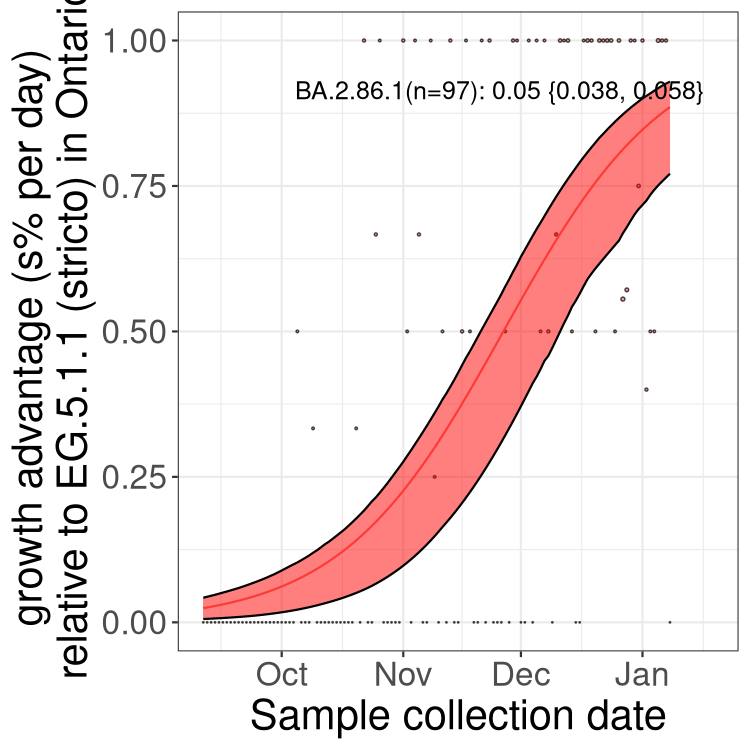 growth advantage (s% per day)
relative to EG.5.1.1 (stricto) in Ontario
1.00
0.75
0.50
0.25
0.00
BA.2.86.1(n=97): 0.05 {0.038, 0.058}
Oct Nov Dec Jan
Sample collection date